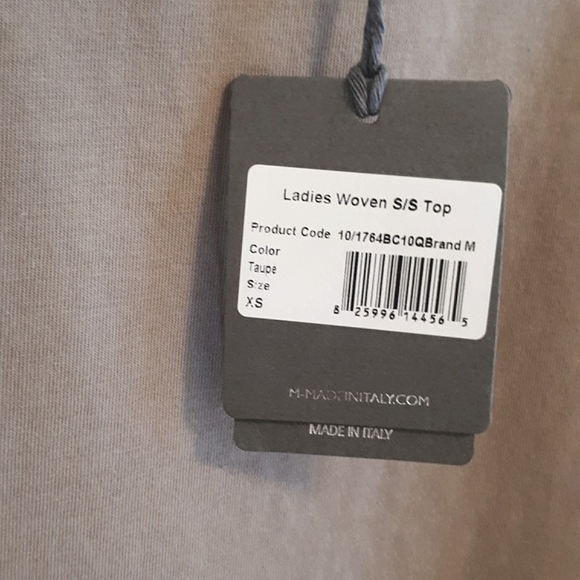 Ladies Woven S/S Top
Product Code 10/1764BC10QBrand M
Color
Taupe
Size
XS
8 25996 14456 5
M-MADEINITALY.COM
MADE IN ITALY